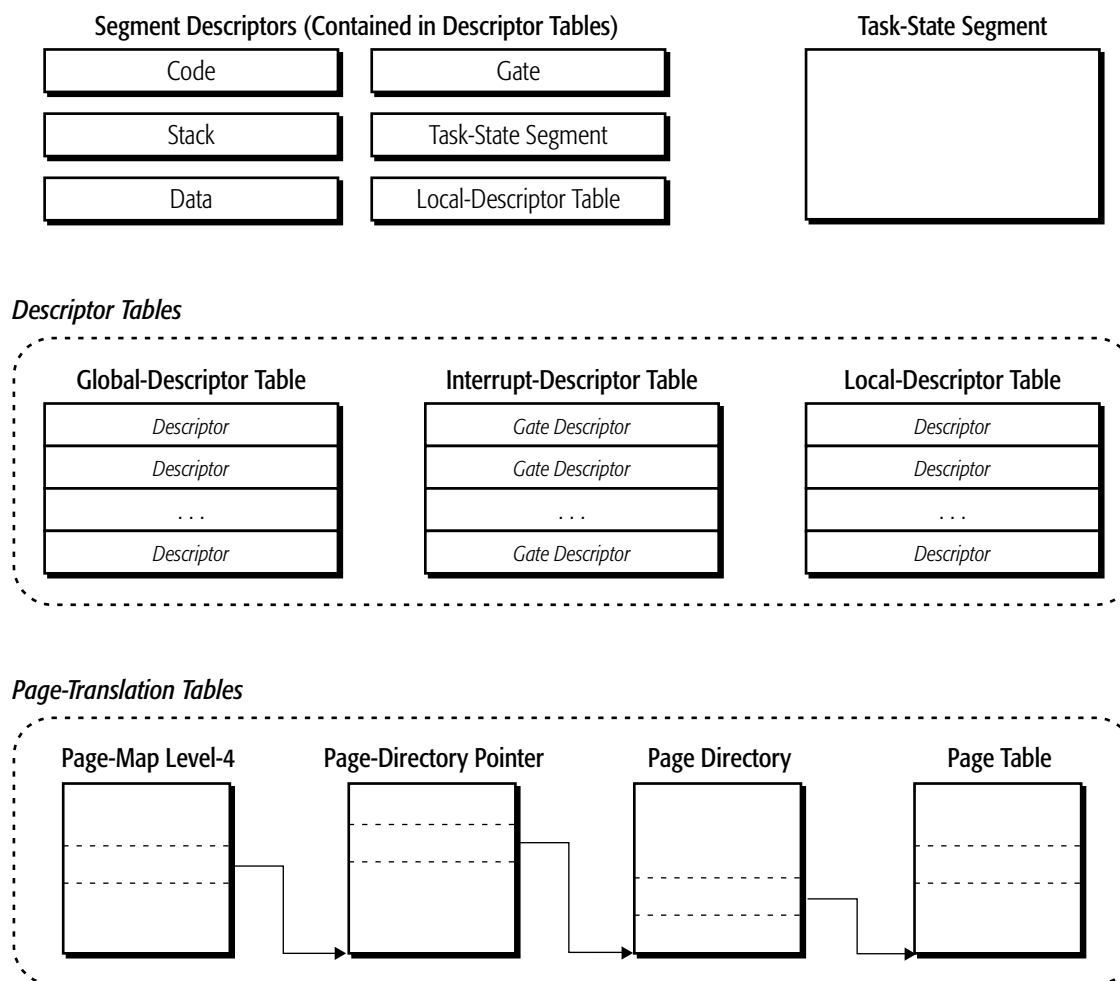 Segment Descriptors (Contained in Descriptor Tables)
Task-State Segment
Code
Gate
Stack
Task-State Segment
Data
Local-Descriptor Table
Descriptor Tables
Global-Descriptor Table
Interrupt-Descriptor Table
Local-Descriptor Table
Descriptor
Gate Descriptor
Descriptor
Descriptor
Gate Descriptor
Descriptor
. . .
. . .
. . .
Descriptor
Gate Descriptor
Descriptor
Page-Translation Tables
Page-Map Level-4
Page-Directory Pointer
Page Directory
Page Table